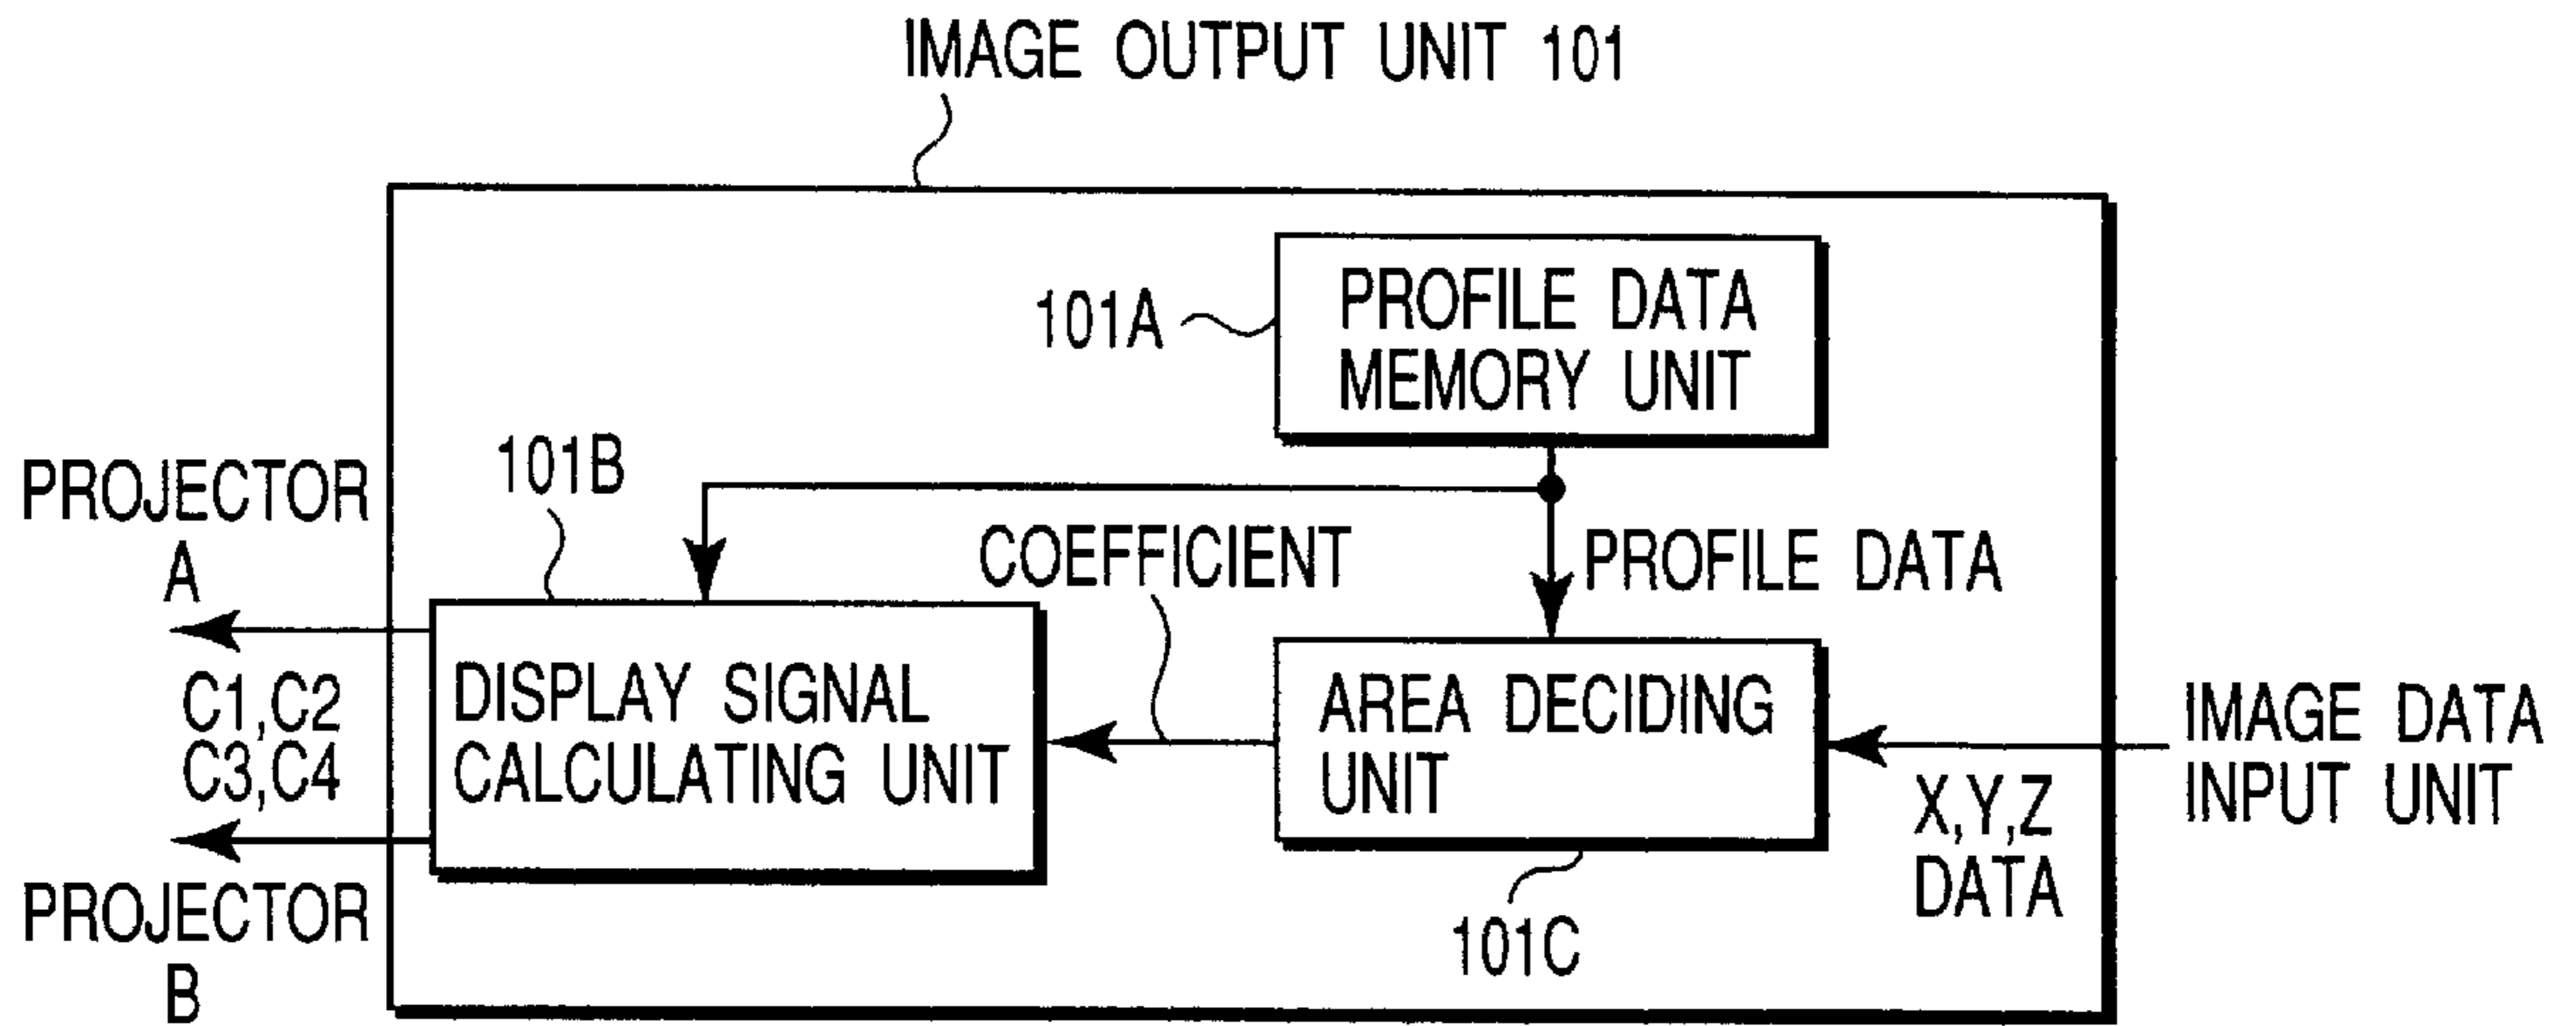 IMAGE OUTPUT UNIT 101
101A
PROFILE DATA
MEMORY UNIT
101B
PROJECTOR
A
COEFFICIENT
PROFILE DATA
C1,C2
C3,C4
DISPLAY SIGNAL
CALCULATING UNIT
AREA DECIDING
UNIT
IMAGE DATA
INPUT UNIT
X,Y,Z
DATA
PROJECTOR
B
101C